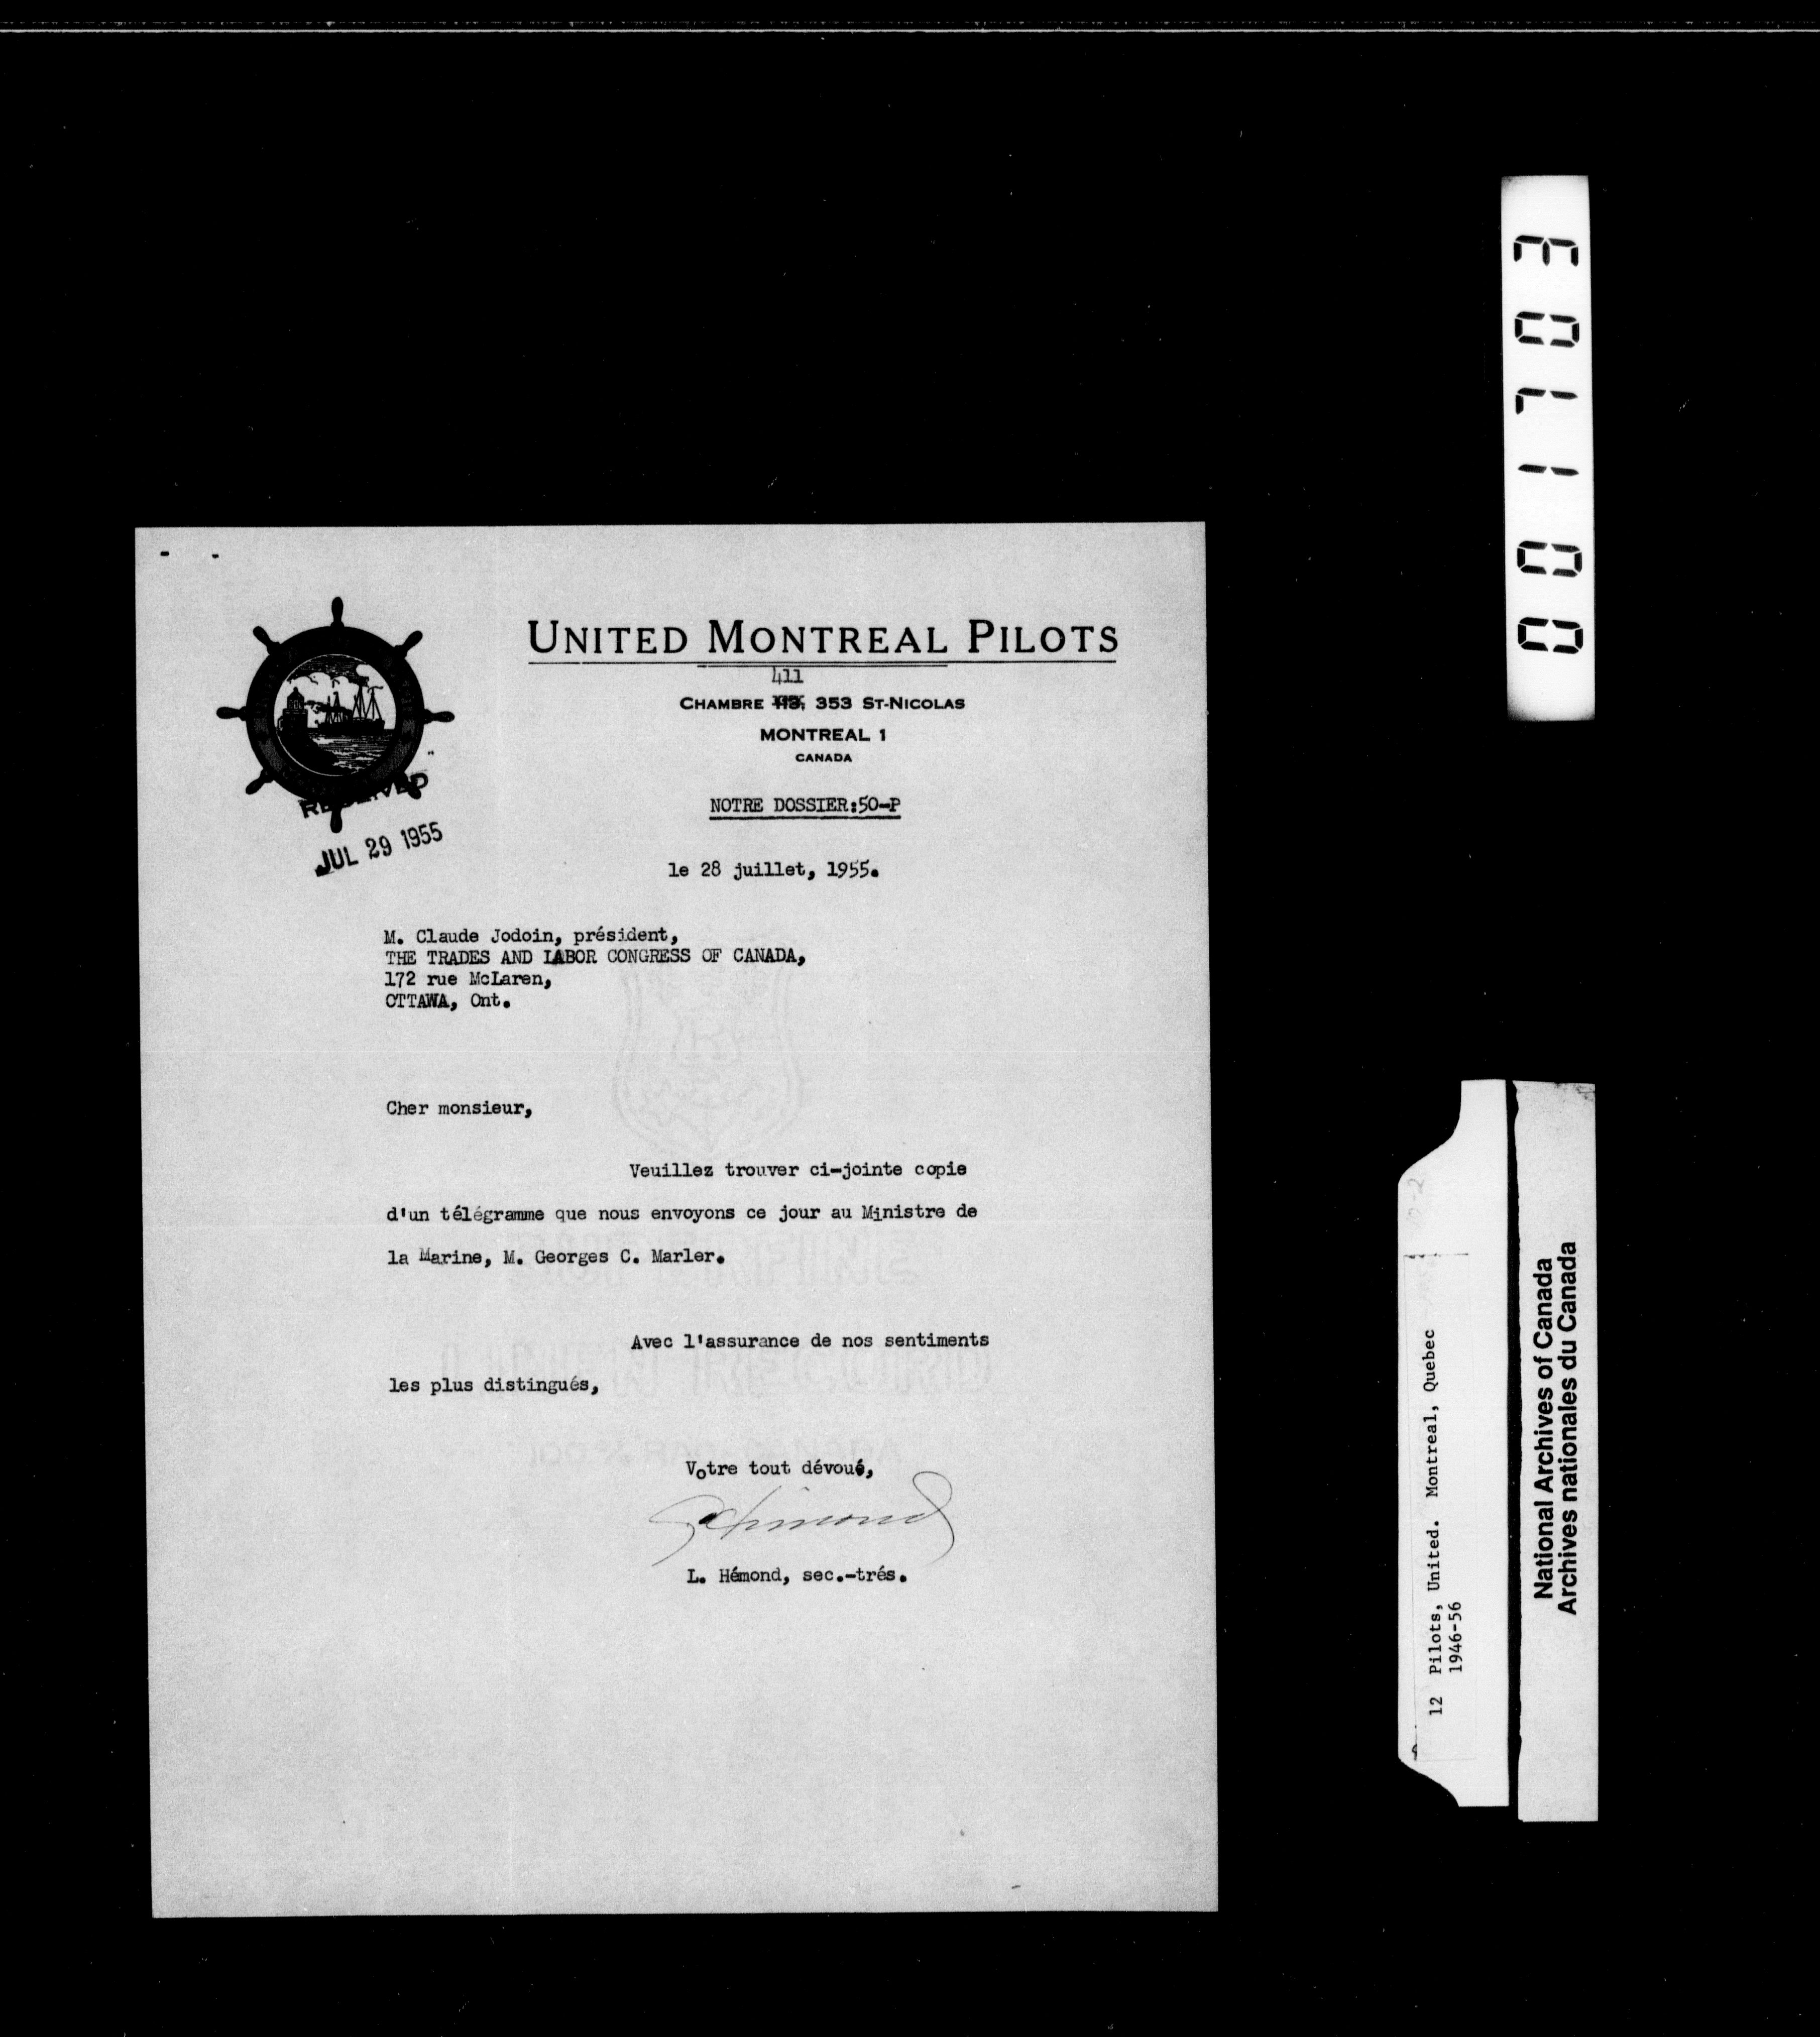 UNITED MONTREAL PILOTS
411
CHAMBRE 113, 353 ST-NICOLAS
MONTREAL 1
CANADA
NOTRE DOSSIER:50-P
RECEIVED
JUL 29 1955
le 28 juillet, 1955.
M. Claude Jodoin, président,
THE TRADES AND LABOR CONGRESS OF CANADA,
172 rue McLaren,
OTTAWA, Ont.
Cher monsieur,
Veuillez trouver ci-jointe copie
d'un télégramme que nous envoyons ce jour au Ministre de
la Marine, M. Georges C. Marler.
Avec l'assurance de nos sentiments
les plus distingués,
Votre tout dévoué,
L. Hémond, sec.-trés.
001703
12 Pilots, United. Montreal, Quebec
1946-56
National Archives of Canada
Archives nationales du Canada